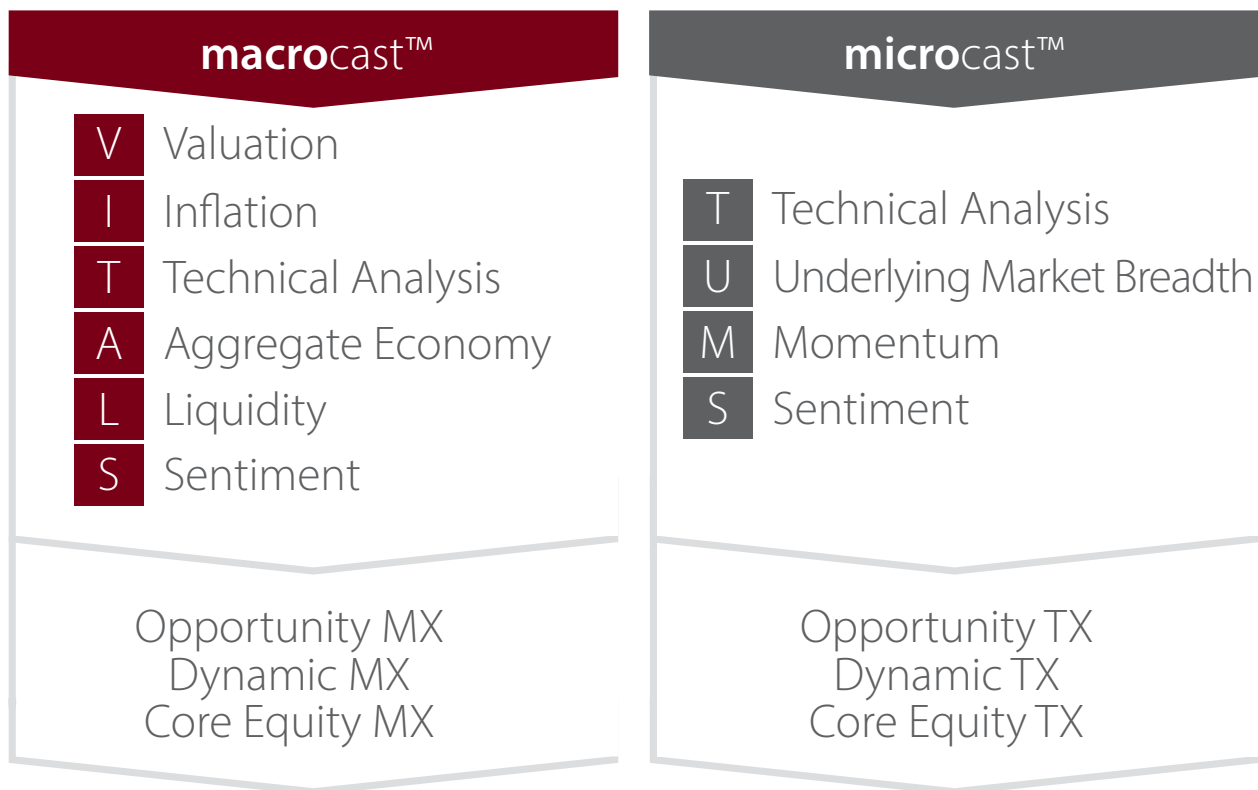 macrocast™
V Valuation
I Inflation
T Technical Analysis
A Aggregate Economy
L Liquidity
S Sentiment
Opportunity MX
Dynamic MX
Core Equity MX
microcast™
T Technical Analysis
U Underlying Market Breadth
M Momentum
S Sentiment
Opportunity TX
Dynamic TX
Core Equity TX